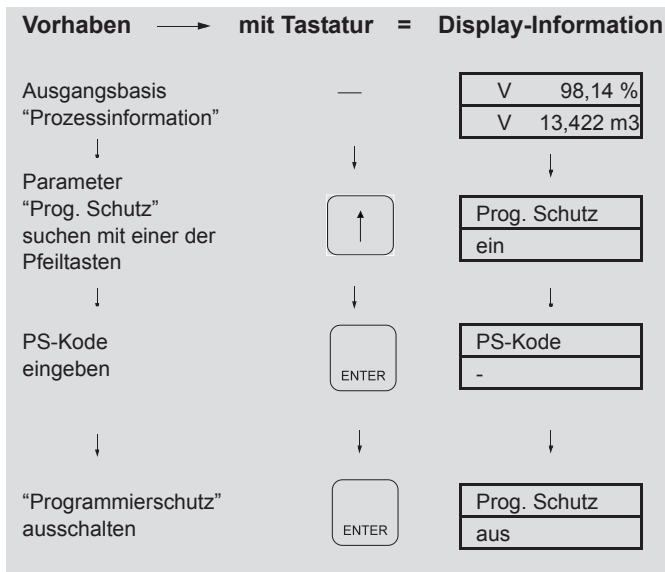 Vorhaben → mit Tastatur = Display-Information
Ausgangsbasis
“Prozessinformation”
—
V 98,14 %
V 13,422 m3
Parameter
“Prog. Schutz”
suchen mit einer der
Pfeiltasten
↑
Prog. Schutz
ein
PS-Kode
eingeben
ENTER
PS-Kode
-
“Programmierschutz”
ausschalten
ENTER
Prog. Schutz
aus